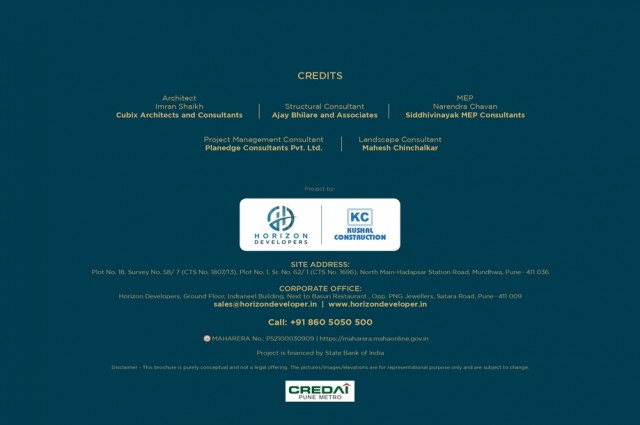 CREDITS
Architect
Imran Shaikh
Cubix Architects and Consultants
Structural Consultant
Ajay Bhilare and Associates
MEP
Narendra Chavan
Siddhivinayak MEP Consultants
Project Management Consultant
Planedge Consultants Pvt. Ltd.
Landscape Consultant
Mahesh Chinchalkar
Project by:
HORIZON
DEVELOPERS
KC
KUSHAL
CONSTRUCTION
SITE ADDRESS:
Plot No. 18, Survey No. 58/ 7 (CTS No. 1807/13), Plot No. 1, Sr. No. 62/ 1 (CTS No. 1696), North Main Hadapsar Station Road, Mundhwa, Pune - 411 036
CORPORATE OFFICE:
Horizon Developers, Ground Floor, Indraneel Building, Next to Basuri Restaurant , Opp. PNG Jewellers, Satara Road, Pune - 411 009
sales@horizondeveloper.in | www.horizondeveloper.in
Call: +91 860 5050 500
MAHARERA No.: P52100030909 | https://maharera.mahaonline.gov.in
Project is financed by State Bank of India
Disclaimer - This brochure is purely conceptual and not a legal offering. The pictures/images/elevations are for representational purpose only and are subject to change.
CREDAI
PUNE METRO